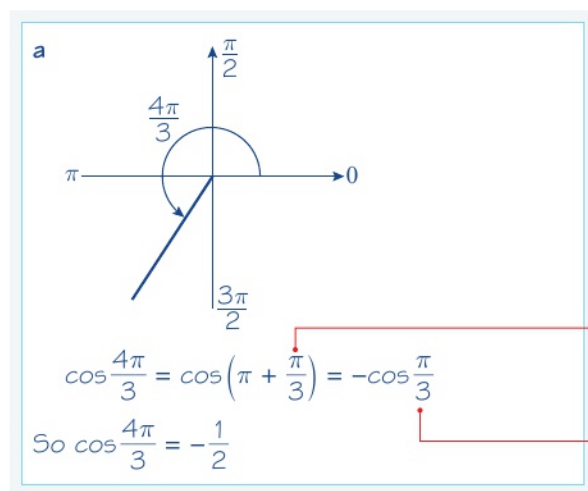 a
π/2
4π/3
π
0
3π/2
cos 4π/3 = cos(π + π/3) = -cos π/3
So cos 4π/3 = -1/2